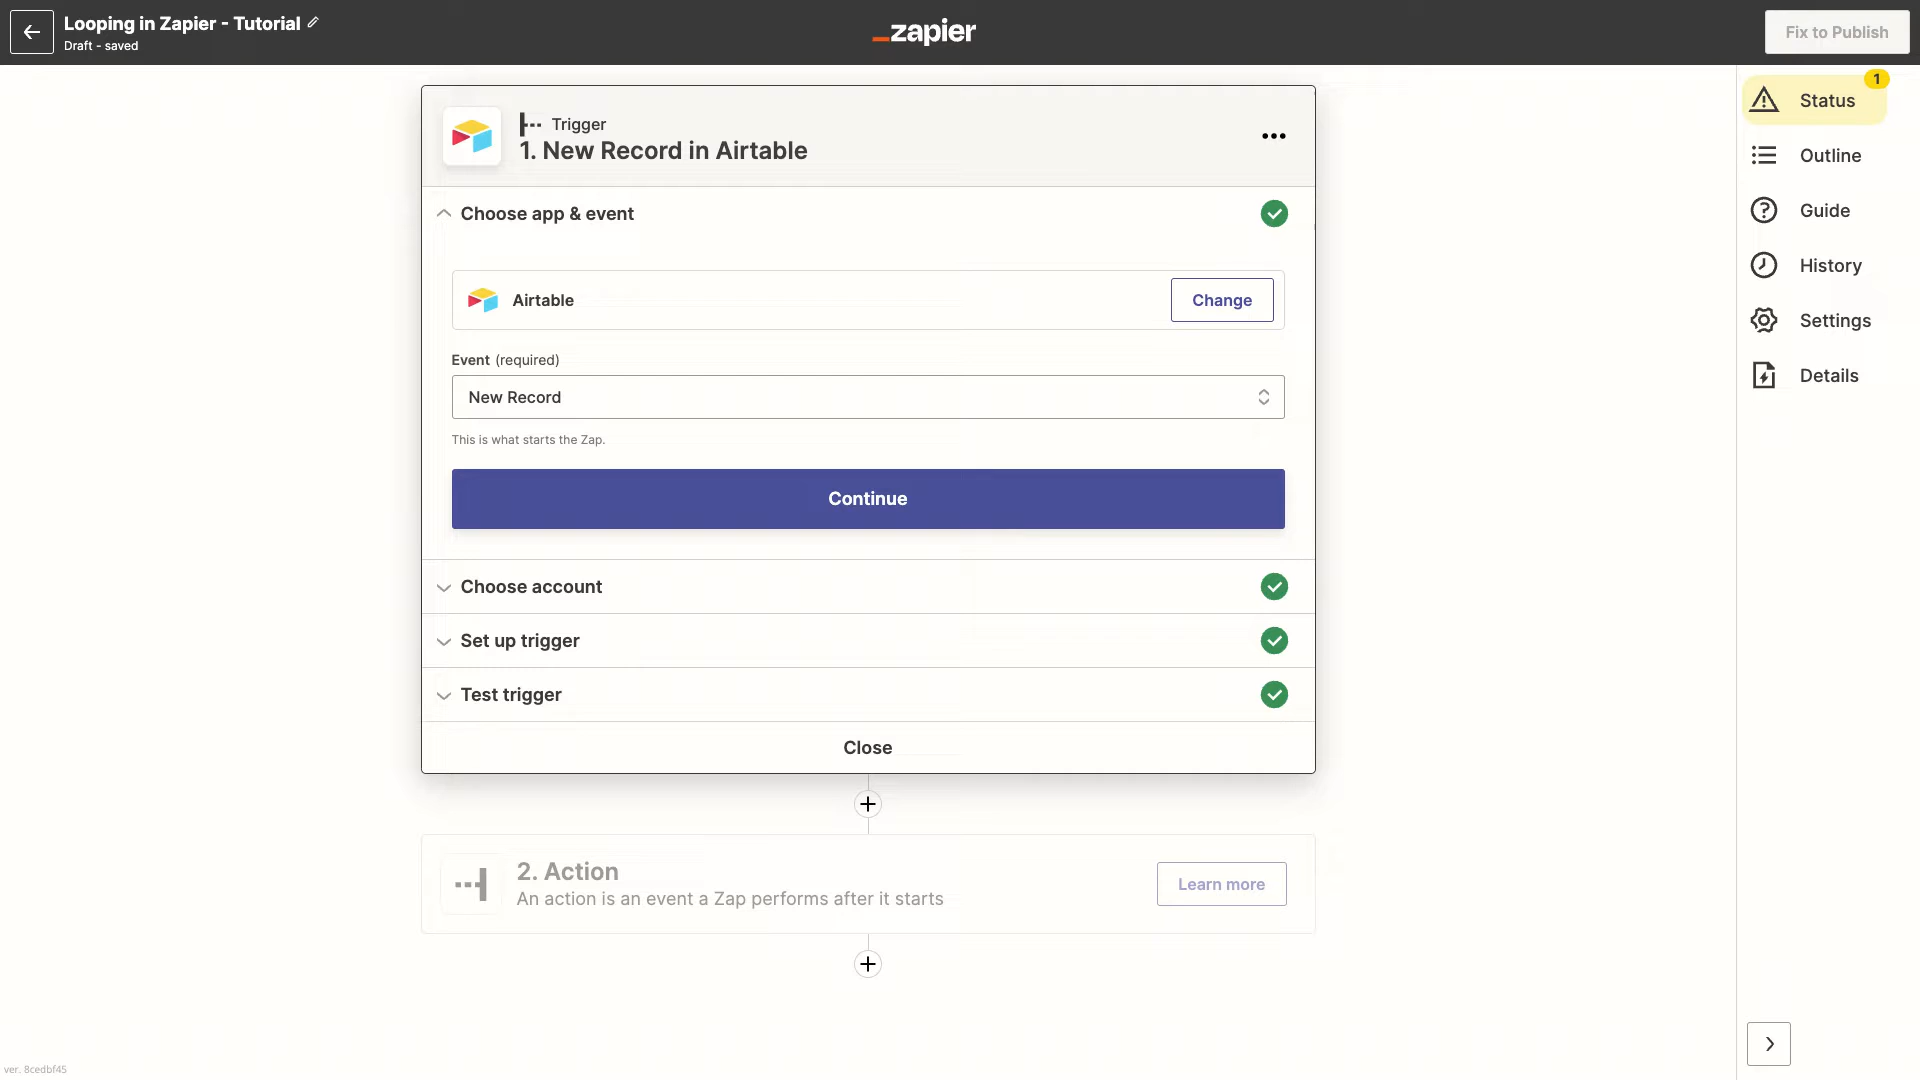 Looping in Zapier - Tutorial
Draft - saved
_zapier
Fix to Publish
1
Status
Outline
Guide
History
Settings
Details
Trigger
1. New Record in Airtable
Choose app & event
Airtable
Change
Event (required)
New Record
This is what starts the Zap.
Continue
Choose account
Set up trigger
Test trigger
Close
2. Action
An action is an event a Zap performs after it starts
Learn more
ver. 8cedbf45